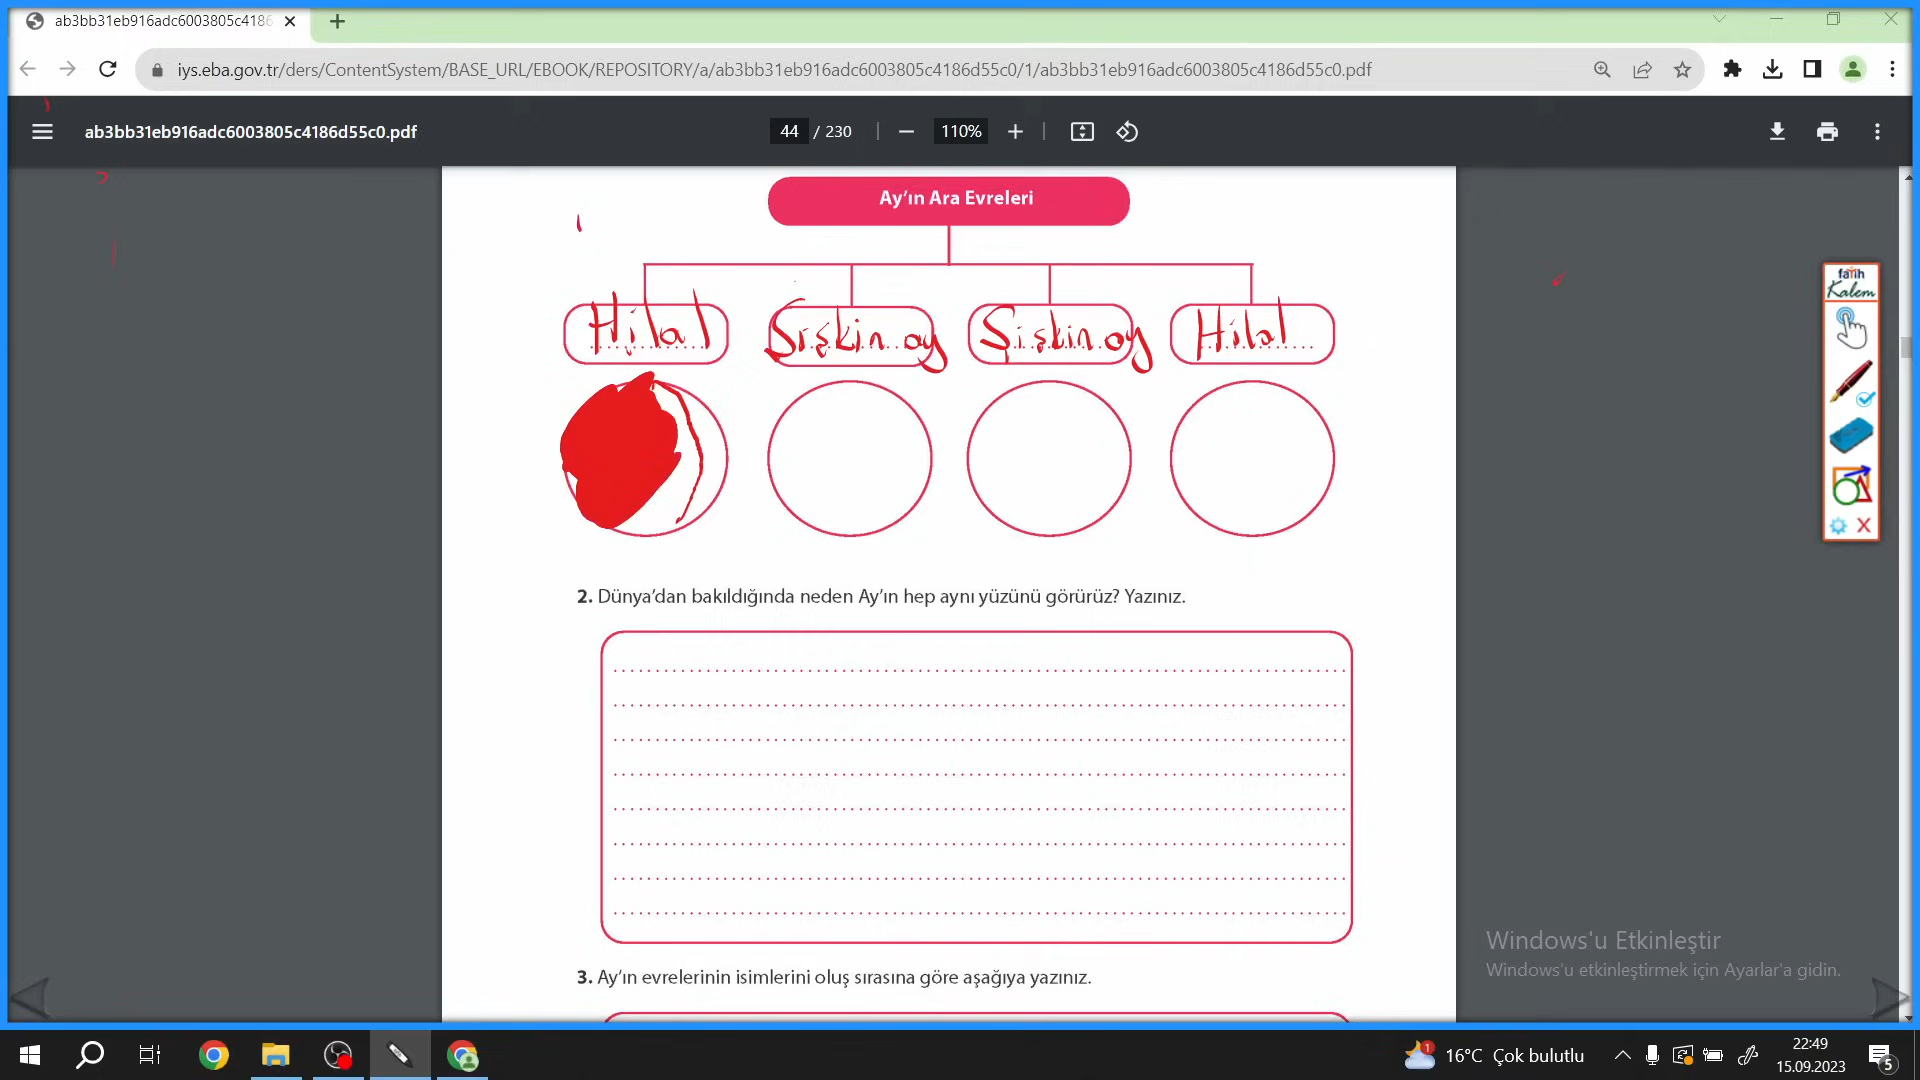 ab3bb31eb916adc6003805c4186
iys.eba.gov.tr/ders/ContentSystem/BASE_URL/EBOOK/REPOSITORY/a/ab3bb31eb916adc6003805c4186d55c0/1/ab3bb31eb916adc6003805c4186d55c0.pdf
ab3bb31eb916adc6003805c4186d55c0.pdf
44 / 230
110%
Ay’ın Ara Evreleri
Hilal Sişkin ay Şişkin ay Hilal
fatih
Kalem
2. Dünya’dan bakıldığında neden Ay’ın hep aynı yüzünü görürüz? Yazınız.
3. Ay’ın evrelerinin isimlerini oluş sırasına göre aşağıya yazınız.
Windows'u Etkinleştir
Windows'u etkinleştirmek için Ayarlar'a gidin.
1
16°C Çok bulutlu
22:49
15.09.2023
5